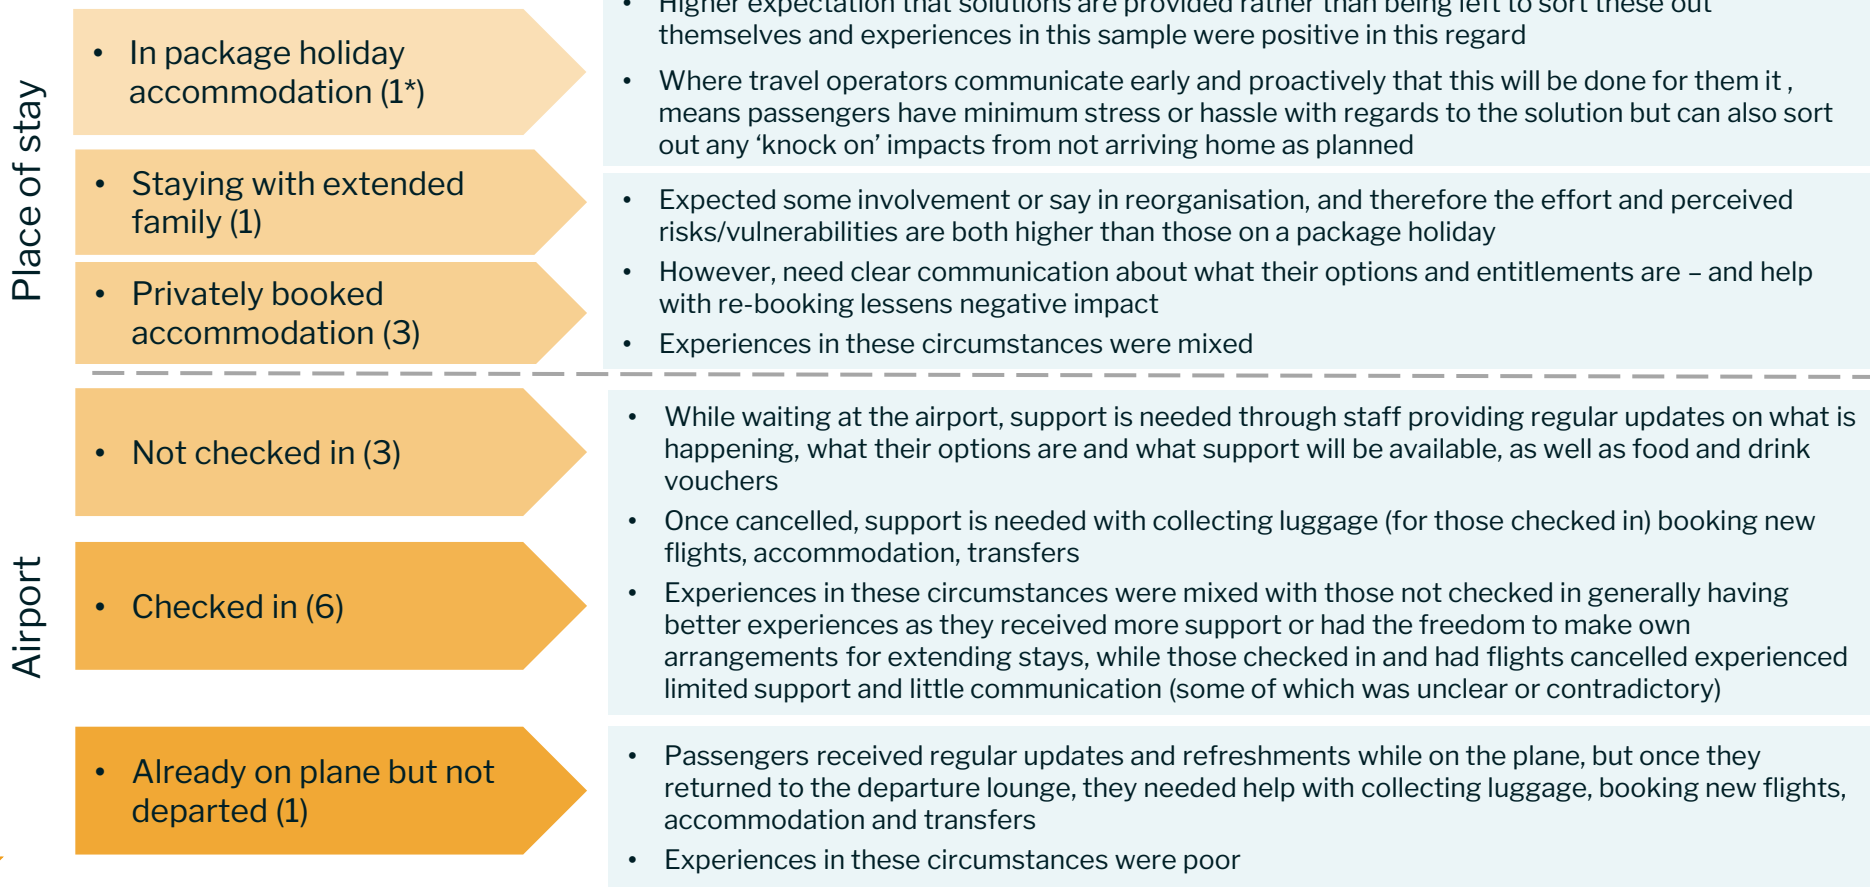 Place of stay
• In package holiday
accommodation (1*)
• Higher expectation that solutions are provided rather than being left to sort these out
themselves and experiences in this sample were positive in this regard
• Where travel operators communicate early and proactively that this will be done for them it ,
means passengers have minimum stress or hassle with regards to the solution but can also sort
out any ‘knock on’ impacts from not arriving home as planned
• Staying with extended
family (1)
• Privately booked
accommodation (3)
• Expected some involvement or say in reorganisation, and therefore the effort and perceived
risks/vulnerabilities are both higher than those on a package holiday
• However, need clear communication about what their options and entitlements are – and help
with re-booking lessens negative impact
• Experiences in these circumstances were mixed
Airport
• Not checked in (3)
• Checked in (6)
• While waiting at the airport, support is needed through staff providing regular updates on what is
happening, what their options are and what support will be available, as well as food and drink
vouchers
• Once cancelled, support is needed with collecting luggage (for those checked in) booking new
flights, accommodation, transfers
• Experiences in these circumstances were mixed with those not checked in generally having
better experiences as they received more support or had the freedom to make own
arrangements for extending stays, while those checked in and had flights cancelled experienced
limited support and little communication (some of which was unclear or contradictory)
• Already on plane but not
departed (1)
• Passengers received regular updates and refreshments while on the plane, but once they
returned to the departure lounge, they needed help with collecting luggage, booking new flights,
accommodation and transfers
• Experiences in these circumstances were poor